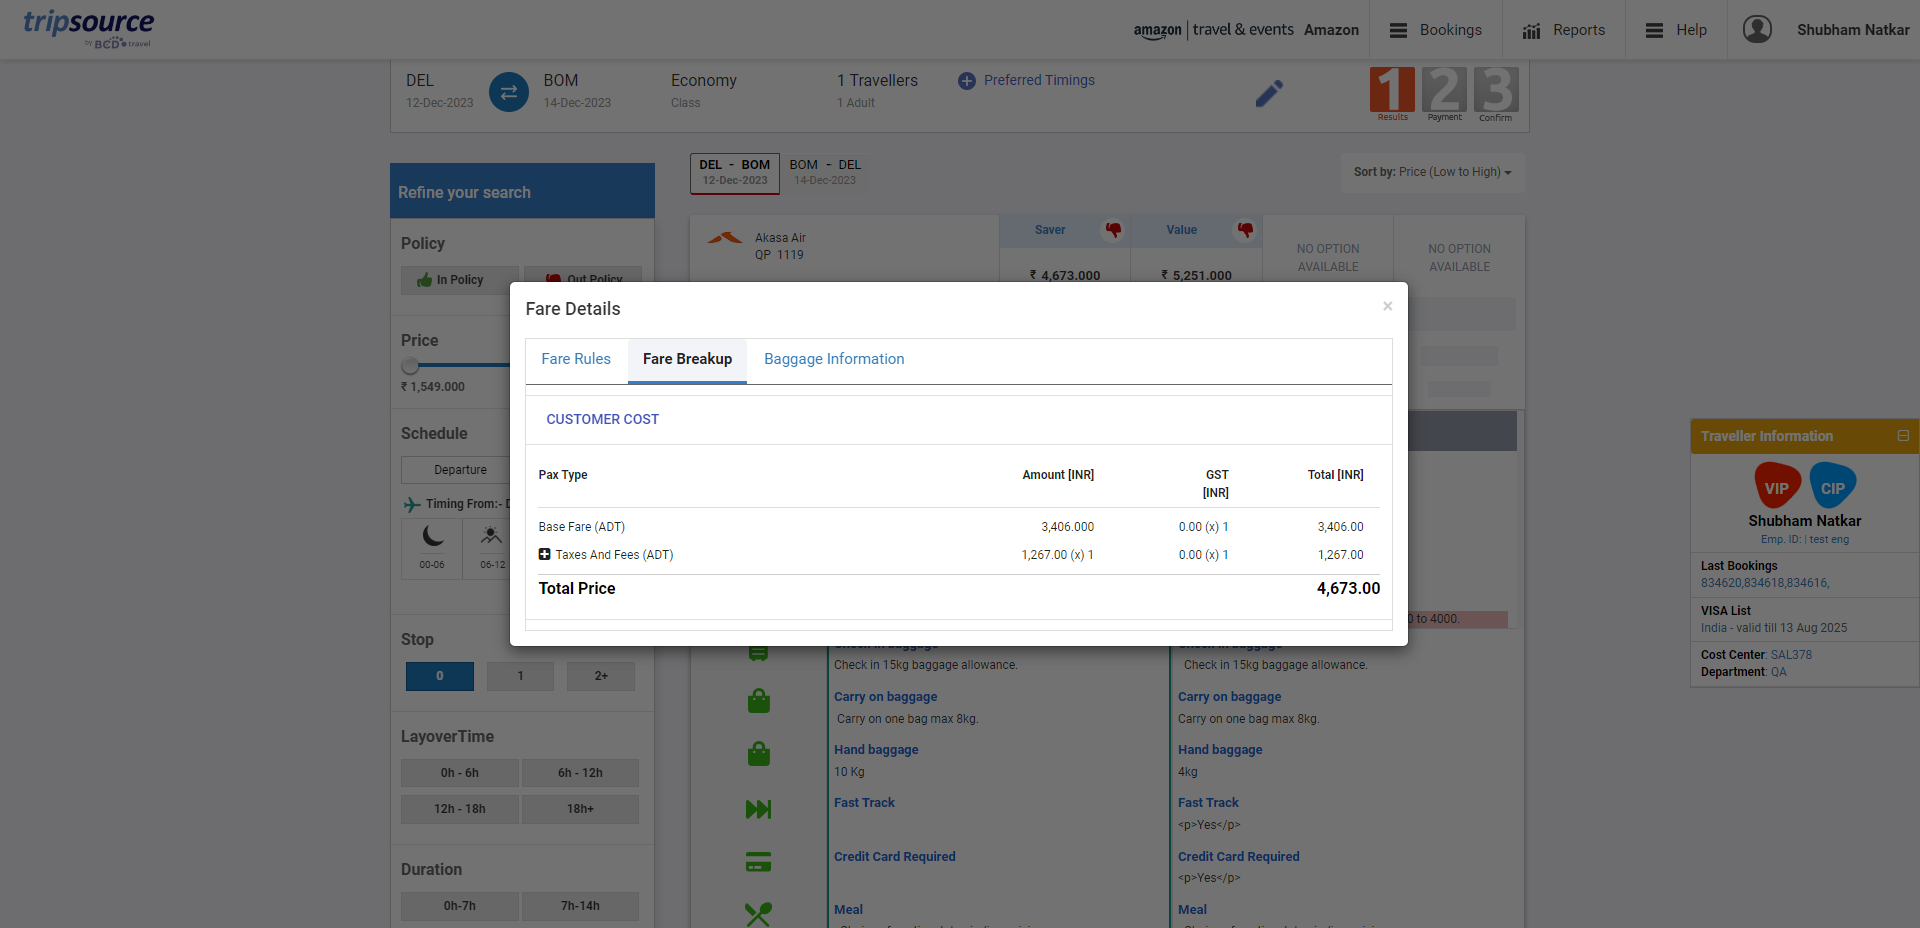 tripsource
by BCD travel
amazon | travel & events Amazon
Bookings
Reports
Help
Shubham Natkar
DEL
12-Dec-2023
BOM
14-Dec-2023
Economy
Class
1 Travellers
1 Adult
Preferred Timings
1 2 3
Results Payment Confirm
Refine your search
DEL - BOM
12-Dec-2023
BOM - DEL
14-Dec-2023
Sort by: Price (Low to High)
Policy
In Policy
Out Policy
Akasa Air
QP 1119
Saver
₹ 4,673.000
Value
₹ 5,251.000
NO OPTION
AVAILABLE
NO OPTION
AVAILABLE
Price
₹ 1,549.000
Schedule
Departure
Timing From:-
00-06
06-12
Stop
0
1
2+
LayoverTime
0h - 6h
6h - 12h
12h - 18h
18h+
Duration
0h-7h
7h-14h
Fare Details
×
Fare Rules
Fare Breakup
Baggage Information
CUSTOMER COST
Pax Type Amount [INR] GST Total [INR]
[INR]
Base Fare (ADT) 3,406.000 0.00 (x) 1 3,406.00
Taxes And Fees (ADT) 1,267.00 (x) 1 0.00 (x) 1 1,267.00
Total Price 4,673.00
to 4000.
Check in 15kg baggage allowance.
Check in 15kg baggage allowance.
Carry on baggage
Carry on baggage
Carry on one bag max 8kg.
Carry on one bag max 8kg.
Hand baggage
Hand baggage
10 Kg
4kg
Fast Track
Fast Track
<p>Yes</p>
Credit Card Required
Credit Card Required
<p>Yes</p>
Meal
Meal
Traveller Information
VIP
CIP
Shubham Natkar
Emp. ID: | test eng
Last Bookings
834620,834618,834616,
VISA List
India - valid till 13 Aug 2025
Cost Center: SAL378
Department: QA